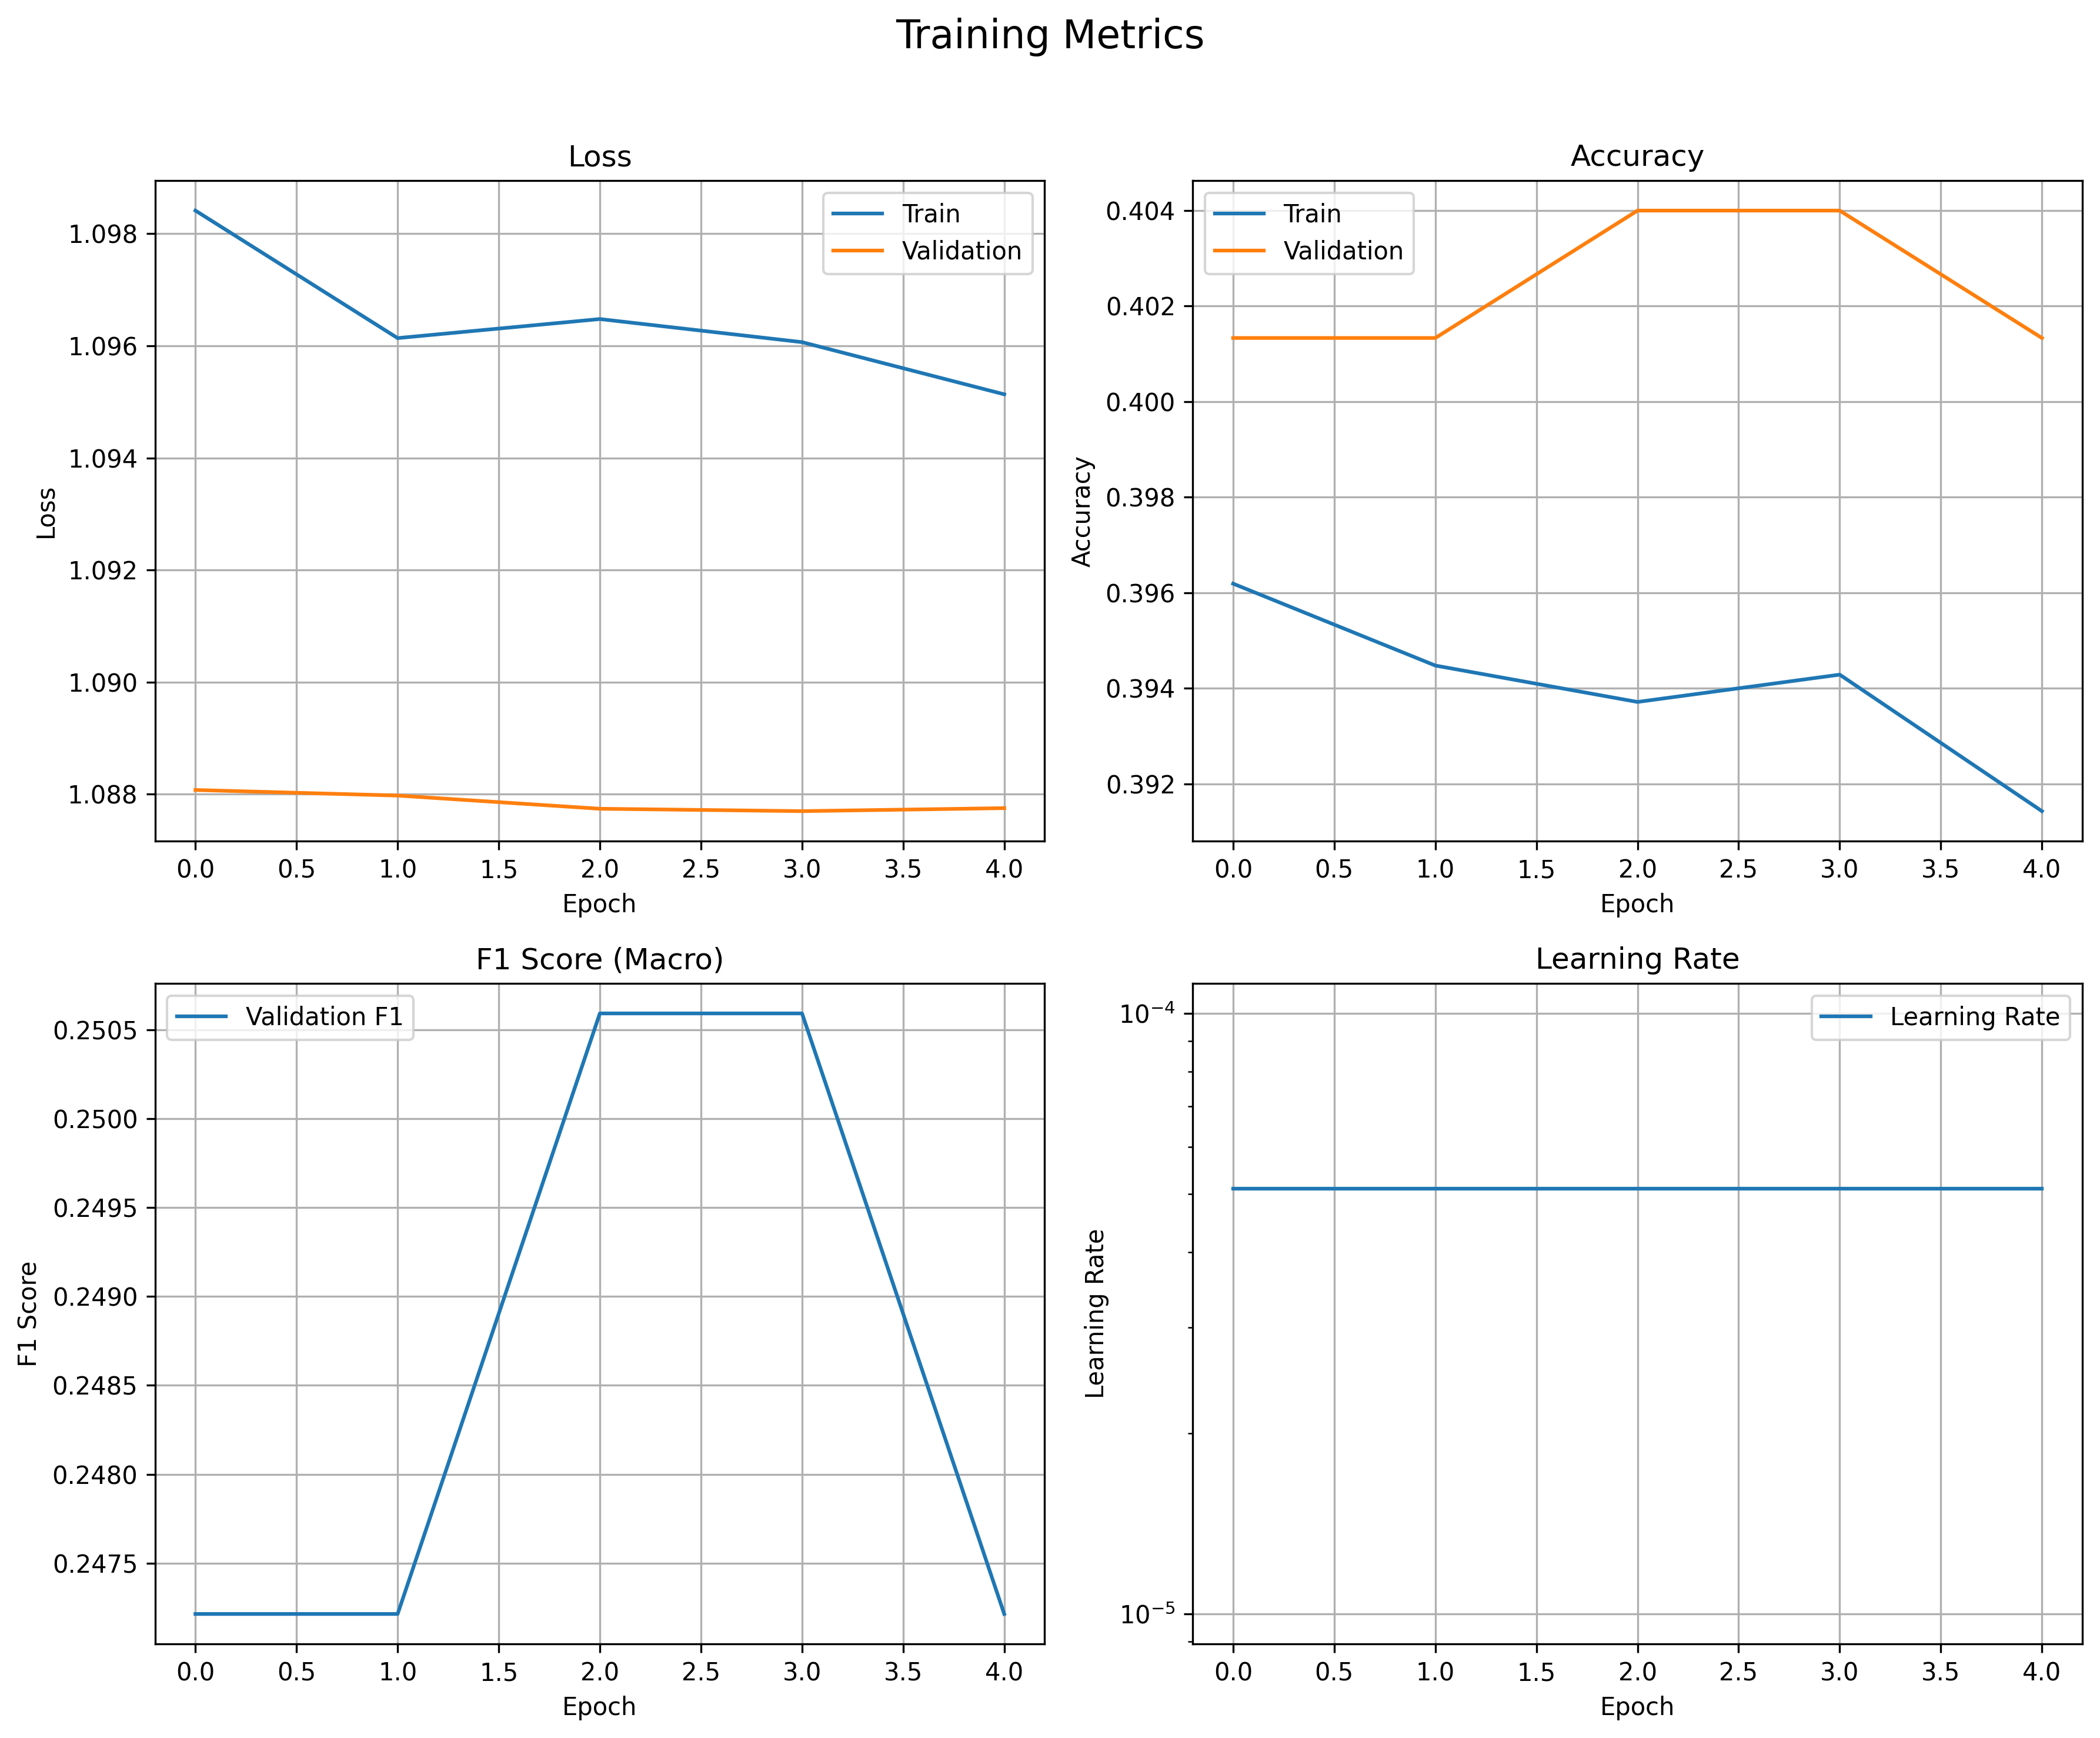 Training Metrics
Loss
Train
Validation
1.098
1.096
1.094
1.092
1.090
1.088
Loss
0.0 0.5 1.0 1.5 2.0 2.5 3.0 3.5 4.0
Epoch
Accuracy
Train
Validation
0.404
0.402
0.400
0.398
0.396
0.394
0.392
Accuracy
0.0 0.5 1.0 1.5 2.0 2.5 3.0 3.5 4.0
Epoch
F1 Score (Macro)
Validation F1
0.2505
0.2500
0.2495
0.2490
0.2485
0.2480
0.2475
F1 Score
0.0 0.5 1.0 1.5 2.0 2.5 3.0 3.5 4.0
Epoch
Learning Rate
Learning Rate
10⁻⁴
10⁻⁵
Learning Rate
0.0 0.5 1.0 1.5 2.0 2.5 3.0 3.5 4.0
Epoch